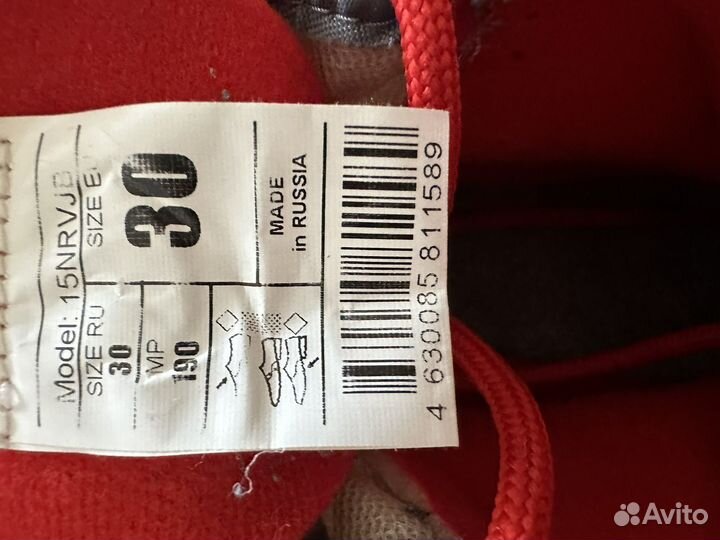 Model: 15NRVJB
SIZE RU
30
SIZE E
30
MP
190
MADE
in RUSSIA
4 630085 811589
Avito